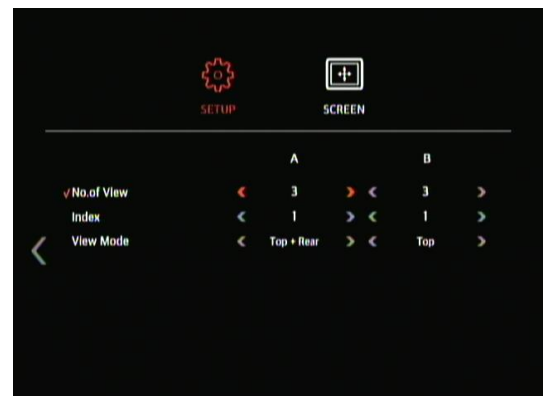 SETUP SCREEN
A B
√ No.of View 3 3
Index 1 1
View Mode Top + Rear Top